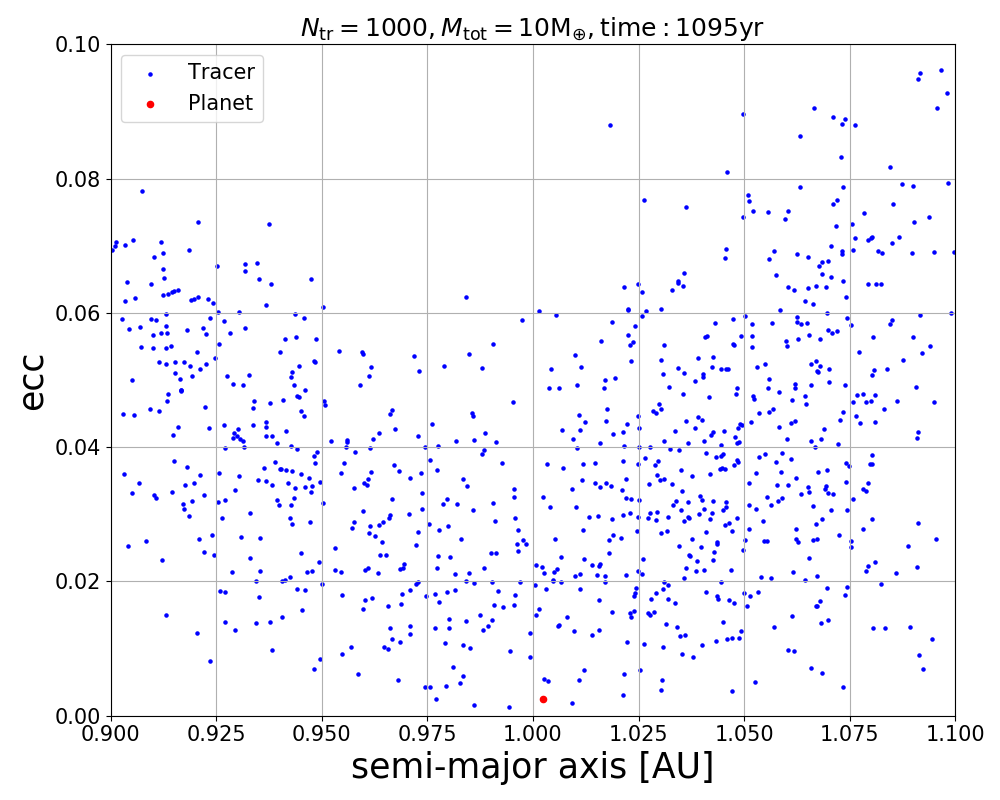 N_tr = 1000, M_tot = 10M_⊕, time : 1095yr
Tracer
Planet
ecc
0.10
0.08
0.06
0.04
0.02
0.00
0.900 0.925 0.950 0.975 1.000 1.025 1.050 1.075 1.100
semi-major axis [AU]